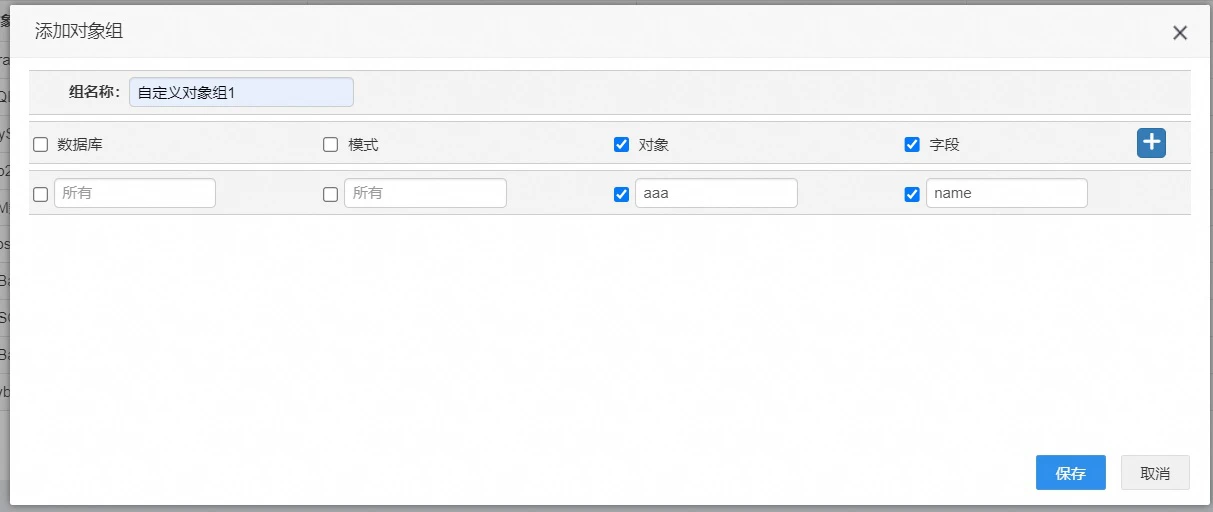 添加对象组
组名称： 自定义对象组1
数据库 模式 对象 字段
所有 所有 aaa name
保存 取消